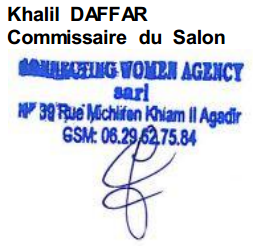 Khalil DAFFAR
Commissaire du Salon
CONNECTING WOMEN AGENCY
sarl
N° 39 Rue Michlifen Khiam II Agadir
GSM: 06.29.62.75.84